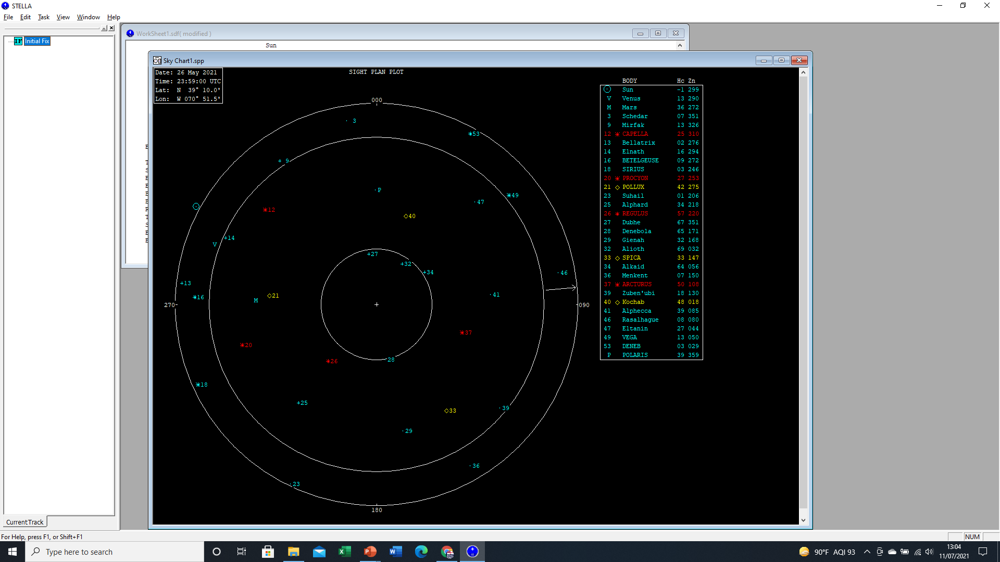 STELLA
File Edit Task View Window Help
IF Initial Fix
WorkSheet1.sdf( modified )
Sun
Sky Chart1.spp
Date: 26 May 2021
Time: 23:59:00 UTC
Lat: N 39° 10.0'
Lon: W 070° 51.5'
SIGHT PLAN PLOT
000
3
53
9
P
49
47
12
40
14
V
27
32
34
46
13
16
M
21
41
270
090
37
20
26
28
18
25
39
33
29
36
23
180
BODY Hc Zn
Sun -1 299
V Venus 13 290
M Mars 36 272
3 Schedar 07 351
9 Mirfak 13 326
12 CAPELLA 25 310
13 Bellatrix 02 276
14 Elnath 16 294
16 BETELGEUSE 09 272
18 SIRIUS 03 246
20 PROCYON 27 253
21 POLLUX 42 275
23 Suhail 01 206
25 Alphard 34 218
26 REGULUS 57 220
27 Dubhe 67 351
28 Denebola 65 171
29 Gienah 32 168
32 Alioth 69 032
33 SPICA 33 147
34 Alkaid 64 056
36 Menkent 07 150
37 ARCTURUS 50 108
39 Zuben'ubi 18 130
40 Kochab 48 018
41 Alphecca 39 085
46 Rasalhague 08 080
47 Eltanin 27 044
49 VEGA 13 050
53 DENEB 03 029
P POLARIS 39 359
CurrentTrack
For Help, press F1, or Shift+F1
NUM
Type here to search
90°F AQI 93
13:04
11/07/2021